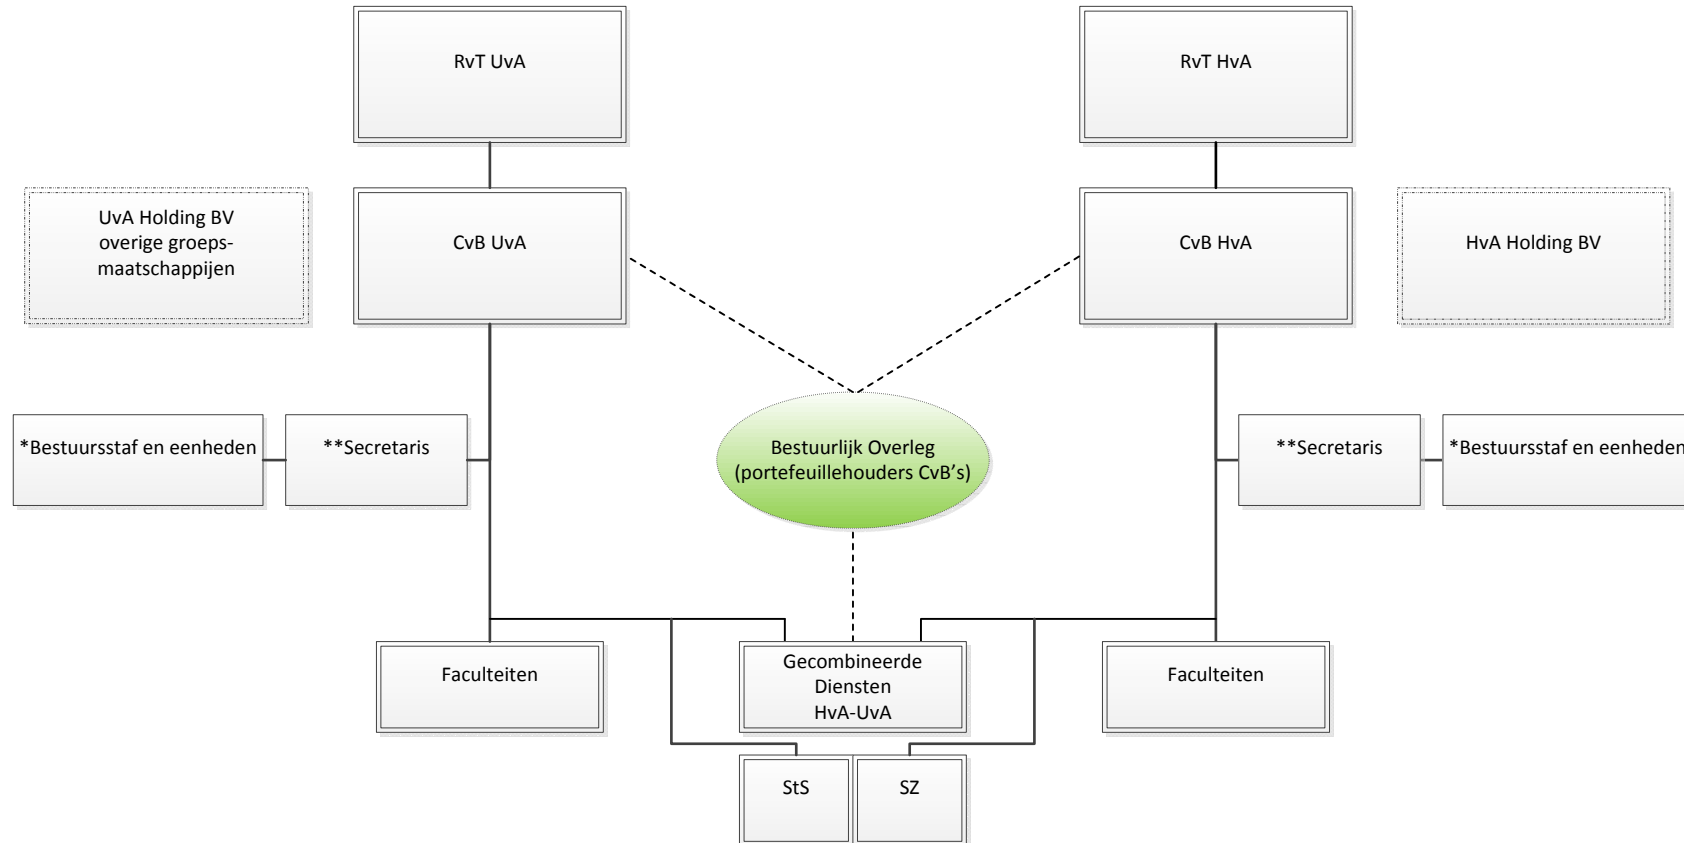 RvT UvA
RvT HvA
UvA Holding BV
overige groeps-
maatschappijen
CvB UvA
CvB HvA
HvA Holding BV
*Bestuursstaf en eenheden
**Secretaris
Bestuurlijk Overleg
(portefeuillehouders CvB’s)
**Secretaris
*Bestuursstaf en eenheden
Faculteiten
Gecombineerde
Diensten
HvA-UvA
Faculteiten
StS
SZ